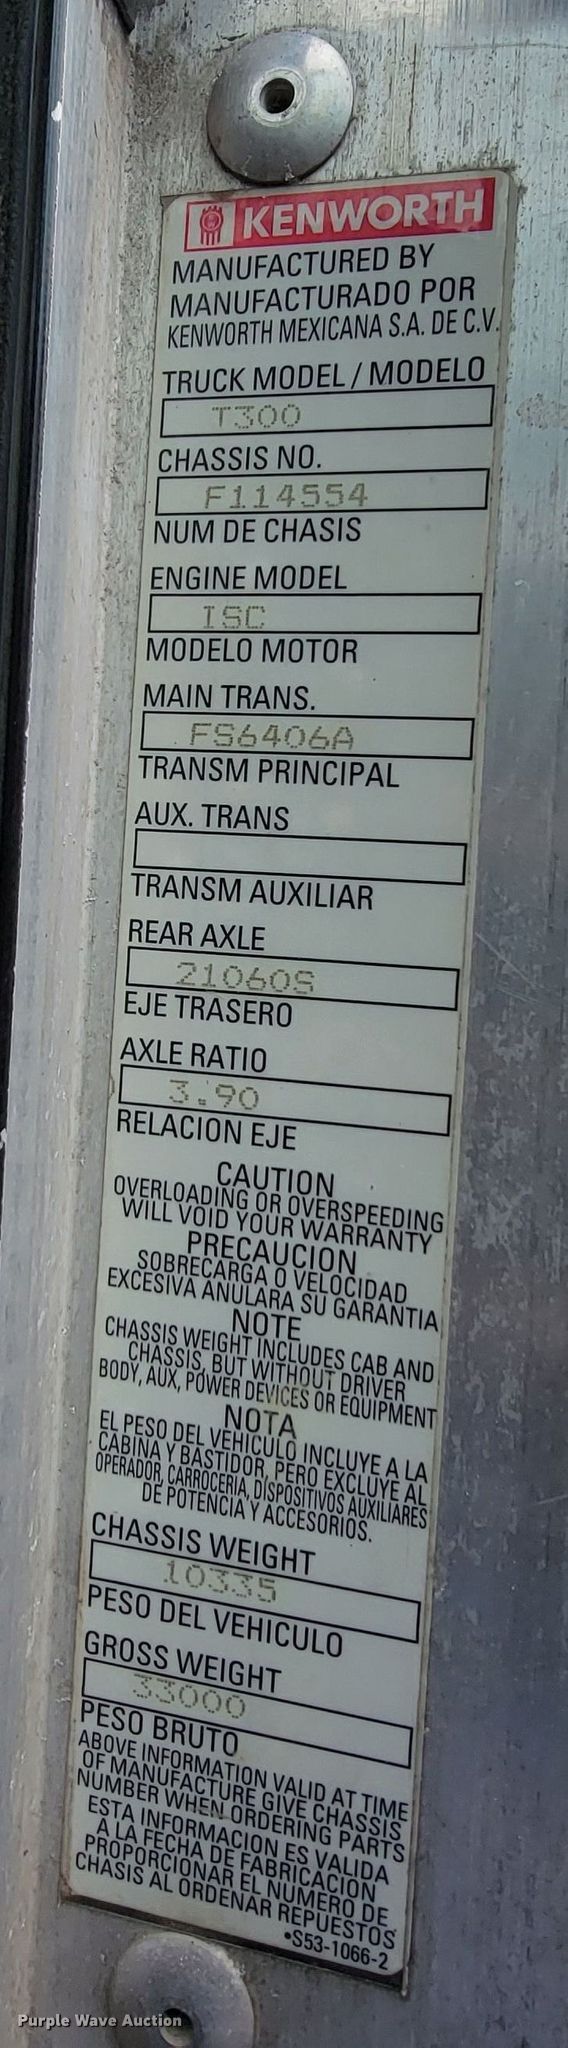 KENWORTH
MANUFACTURED BY
MANUFACTURADO POR
KENWORTH MEXICANA S.A. DE C.V.
TRUCK MODEL / MODELO
T300
CHASSIS NO.
F114554
NUM DE CHASIS
ENGINE MODEL
ISC
MODELO MOTOR
MAIN TRANS.
FS6406A
TRANSM PRINCIPAL
AUX. TRANS
TRANSM AUXILIAR
REAR AXLE
21060S
EJE TRASERO
AXLE RATIO
3.90
RELACION EJE
CAUTION
OVERLOADING OR OVERSPEEDING
WILL VOID YOUR WARRANTY
PRECAUCION
SOBRECARGA O VELOCIDAD
EXCESIVA ANULARA SU GARANTIA
NOTE
CHASSIS WEIGHT INCLUDES CAB AND
CHASSIS, BUT WITHOUT DRIVER
BODY, AUX, POWER DEVICES OR EQUIPMENT
NOTA
EL PESO DEL VEHICULO INCLUYE A LA
CABINA Y BASTIDOR, PERO EXCLUYE AL
OPERADOR, CARROCERIA, DISPOSITIVOS AUXILIARES
DE POTENCIA Y ACCESORIOS.
CHASSIS WEIGHT
10335
PESO DEL VEHICULO
GROSS WEIGHT
33000
PESO BRUTO
ABOVE INFORMATION VALID AT TIME
OF MANUFACTURE GIVE CHASSIS
NUMBER WHEN ORDERING PARTS
ESTA INFORMACION ES VALIDA
A LA FECHA DE FABRICACION
PROPORCIONAR EL NUMERO DE
CHASIS AL ORDENAR REPUESTOS
•S53-1066-2
Purple Wave Auction